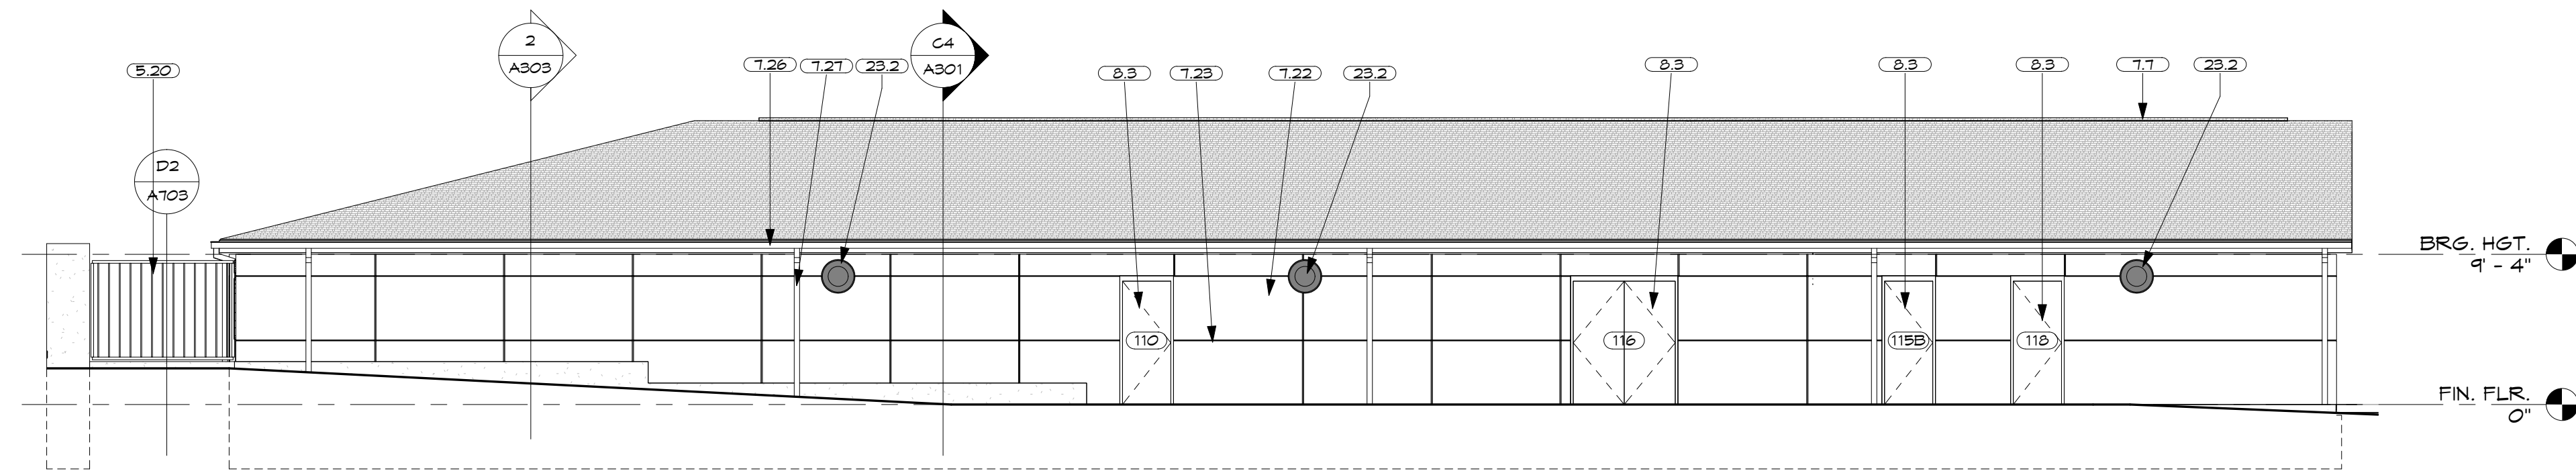 2
A303
C4
A301
5.20
7.26
7.27
23.2
8.3
7.23
7.22
23.2
8.3
8.3
8.3
7.7
23.2
D2
A703
BRG. HGT.
9' - 4"
110
116
115B
118
FIN. FLR.
0"